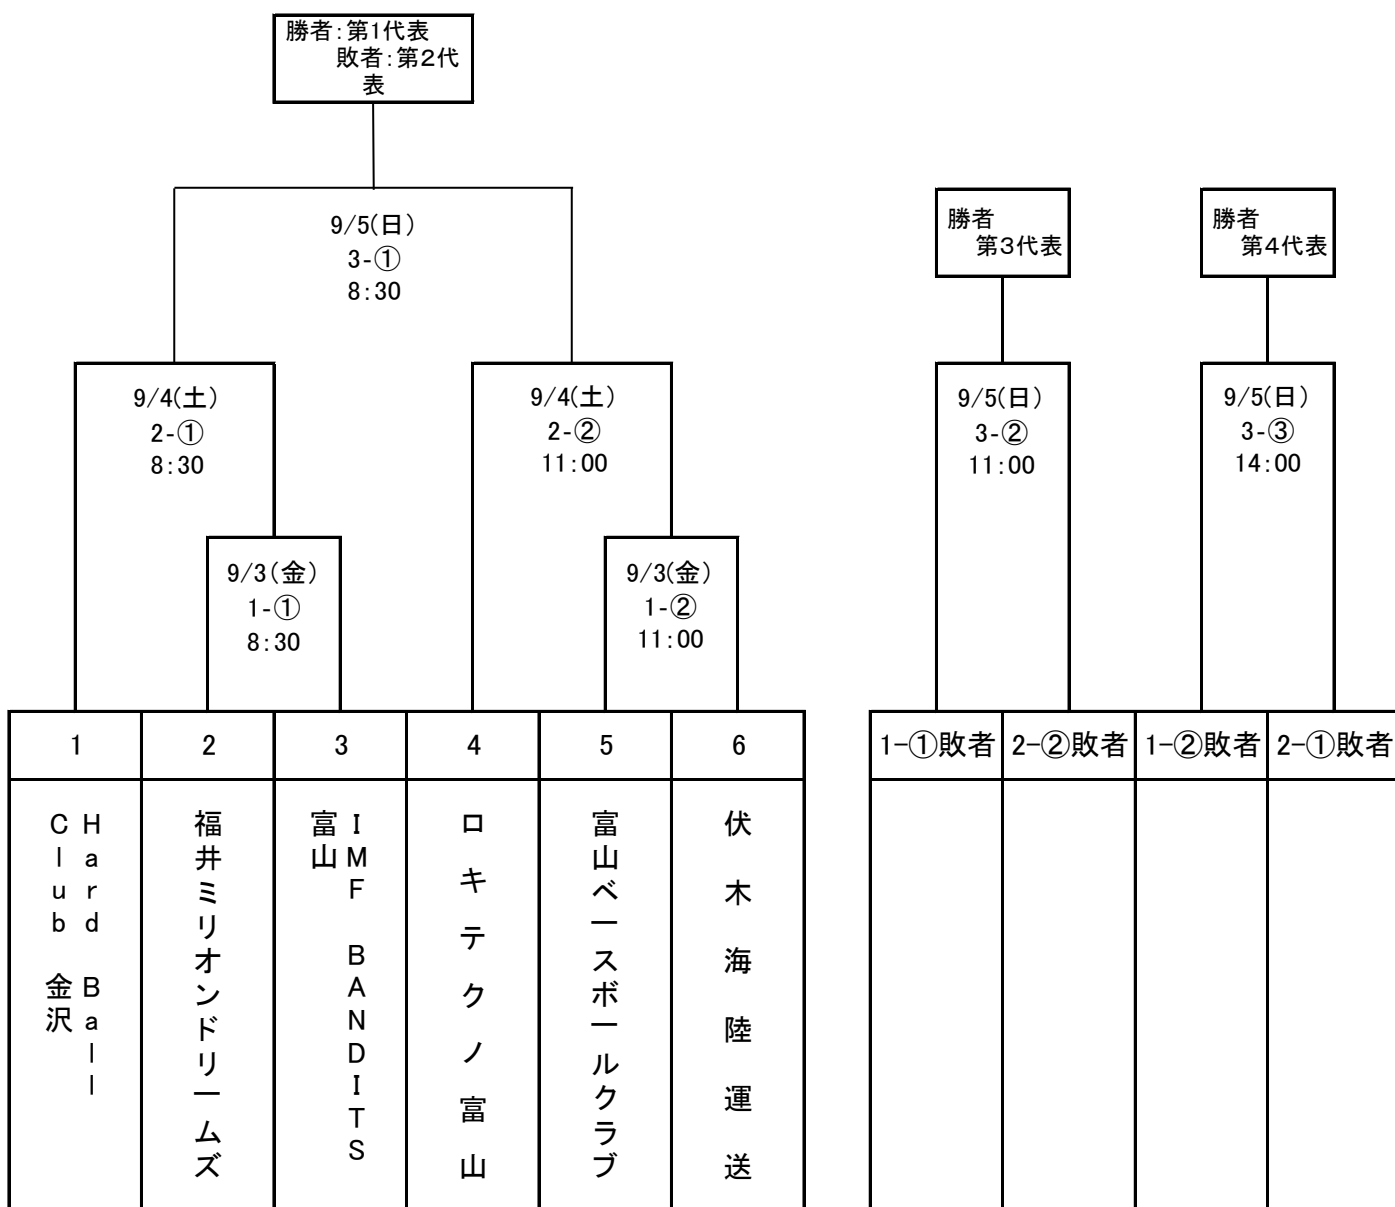 勝者:第1代表
敗者:第2代
表
9/5(日)
3-①
8:30
勝者
第3代表
勝者
第4代表
9/4(土)
2-①
8:30
9/4(土)
2-②
11:00
9/5(日)
3-②
11:00
9/5(日)
3-③
14:00
9/3(金)
1-①
8:30
9/3(金)
1-②
11:00
1
2
3
4
5
6
1-①敗者
2-②敗者
1-②敗者
2-①敗者
Hard Ball
Club 金沢
福井ミリオンドリームズ
IMF BANDITS
富山
ロキテクノ富山
富山ベースボールクラブ
伏木海陸運送